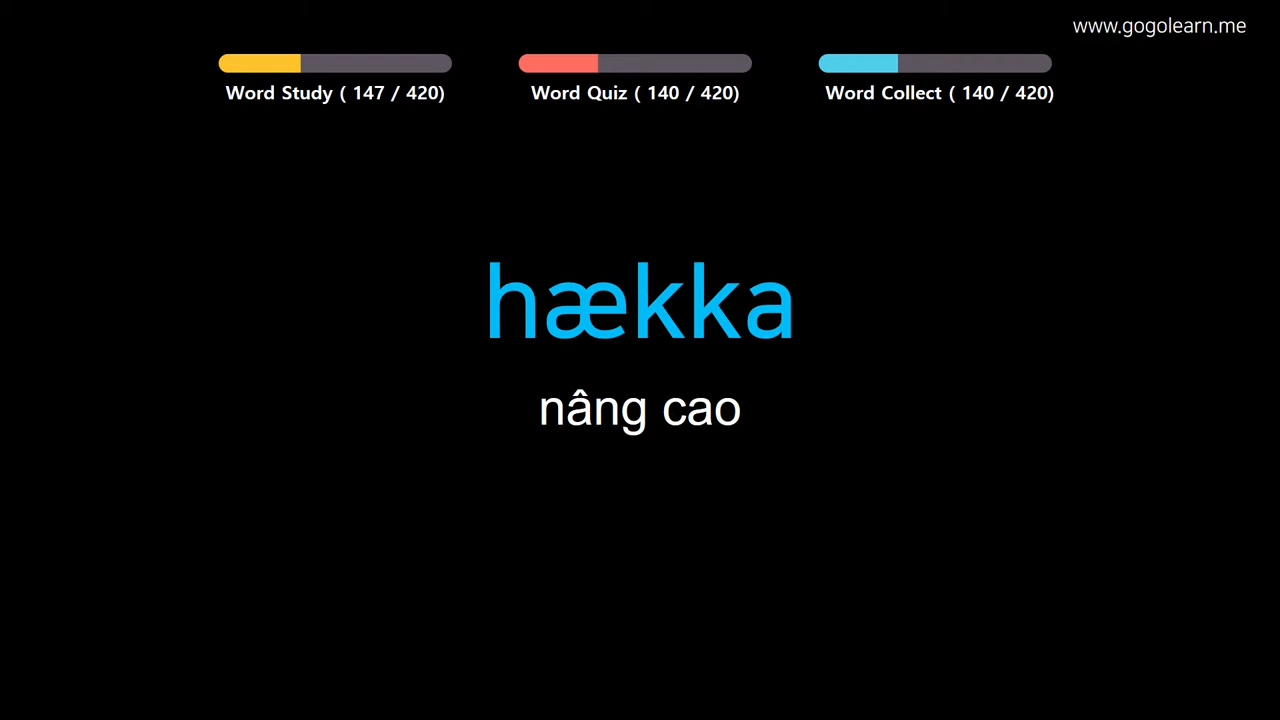 www.gogolearn.me
Word Study ( 147 / 420)
Word Quiz ( 140 / 420)
Word Collect ( 140 / 420)
hækka
nâng cao